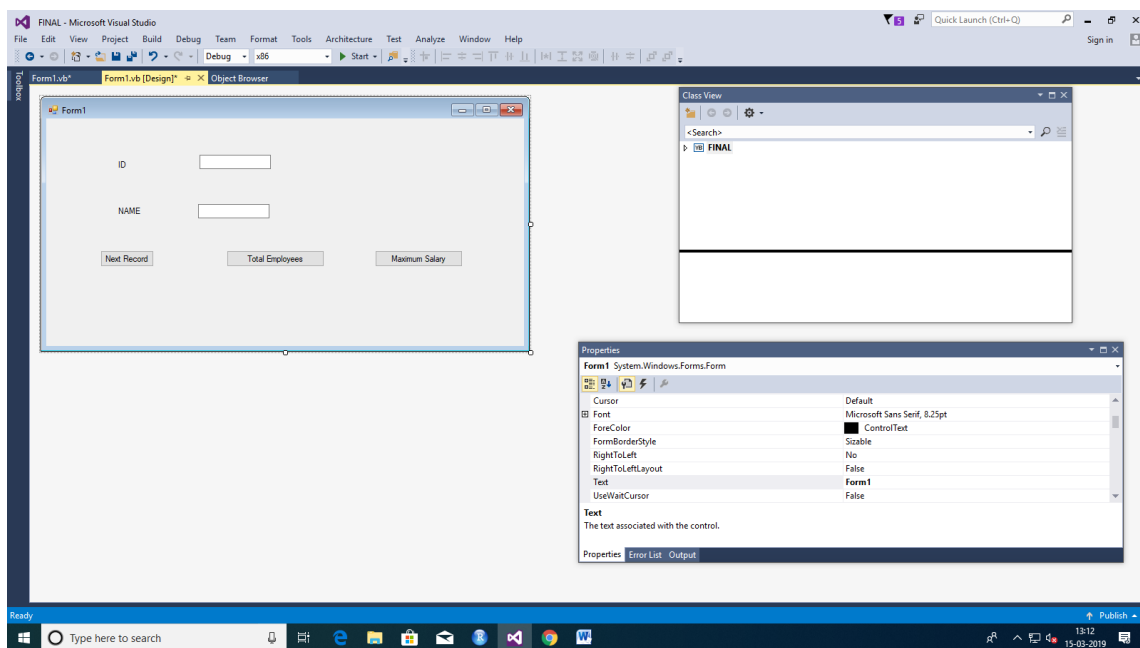 FINAL - Microsoft Visual Studio
5
Quick Launch (Ctrl+Q)
File Edit View Project Build Debug Team Format Tools Architecture Test Analyze Window Help
Sign in
Debug x86 Start
Toolbox
Form1.vb* Form1.vb [Design]* Object Browser
Form1
ID
NAME
Next Record Total Employees Maximum Salary
Class View
<Search>
VB FINAL
Properties
Form1 System.Windows.Forms.Form
Cursor Default
Font Microsoft Sans Serif, 8.25pt
ForeColor ControlText
FormBorderStyle Sizable
RightToLeft No
RightToLeftLayout False
Text Form1
UseWaitCursor False
Text
The text associated with the control.
Properties Error List Output
Ready
Publish
Type here to search
13:12
15-03-2019